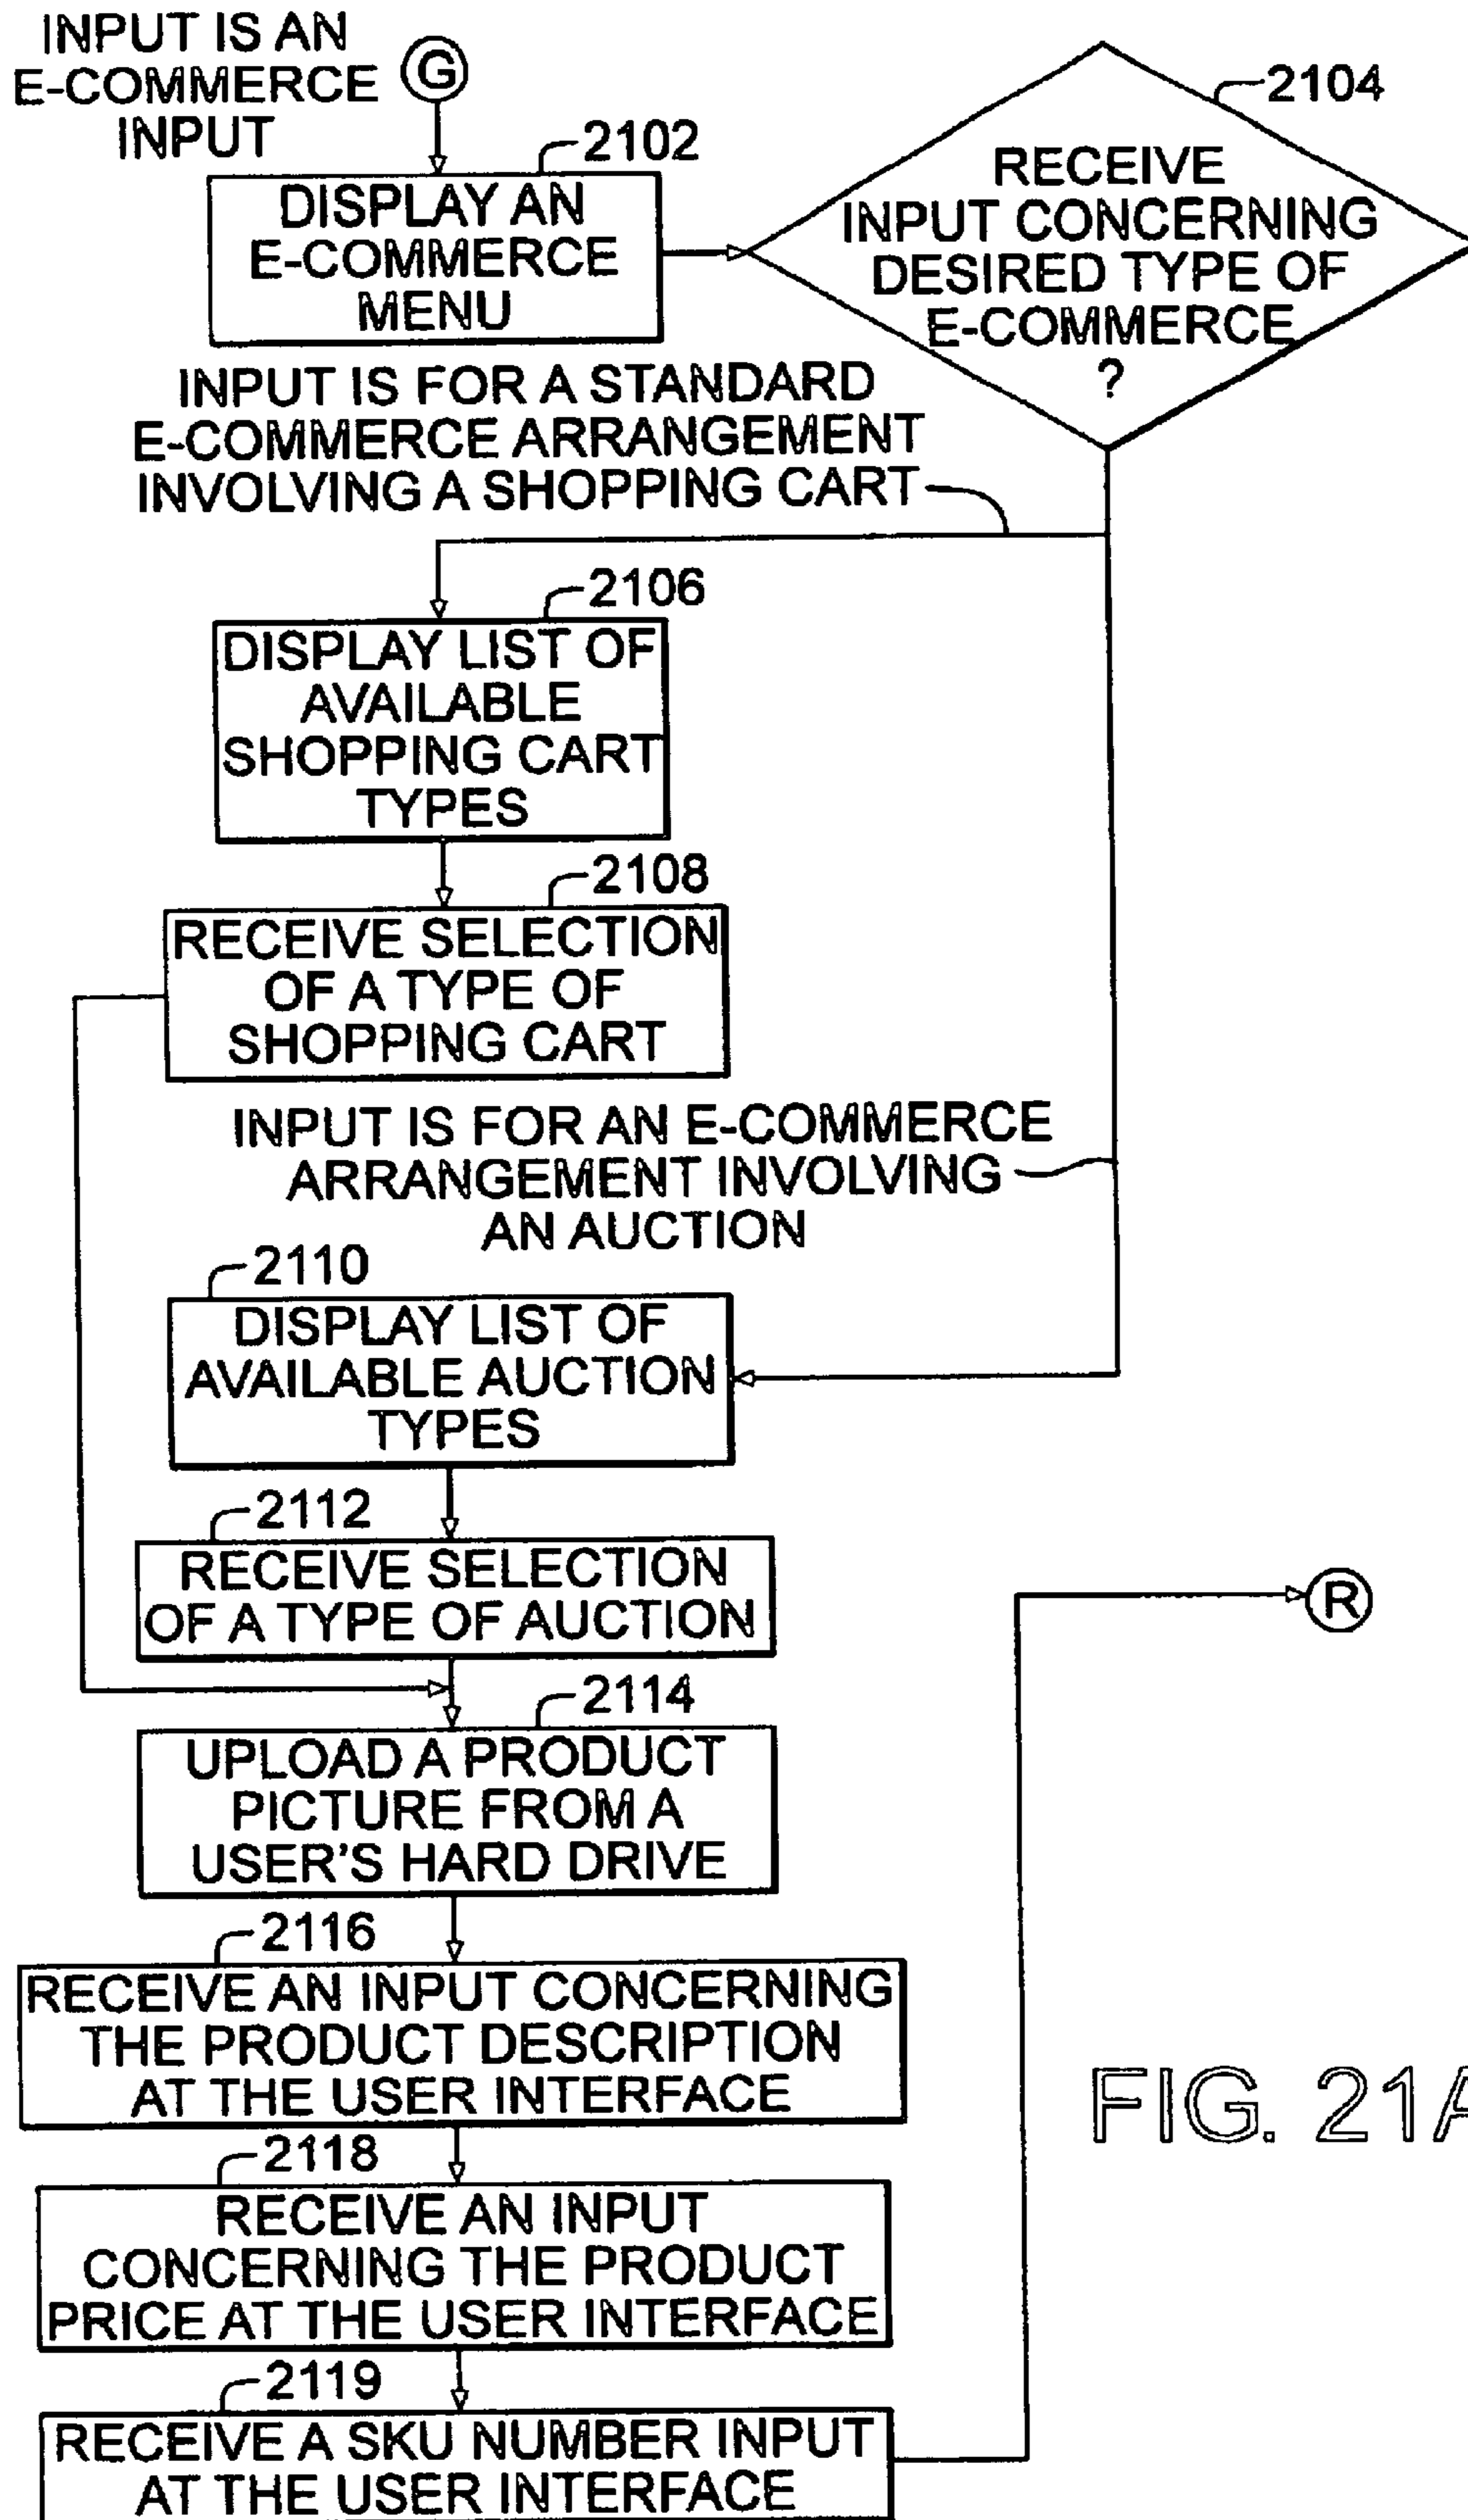 INPUT IS AN
E-COMMERCE
INPUT
G
2102
DISPLAY AN
E-COMMERCE
MENU
2104
RECEIVE
INPUT CONCERNING
DESIRED TYPE OF
E-COMMERCE
?
INPUT IS FOR A STANDARD
E-COMMERCE ARRANGEMENT
INVOLVING A SHOPPING CART
2106
DISPLAY LIST OF
AVAILABLE
SHOPPING CART
TYPES
2108
RECEIVE SELECTION
OF A TYPE OF
SHOPPING CART
INPUT IS FOR AN E-COMMERCE
ARRANGEMENT INVOLVING
AN AUCTION
2110
DISPLAY LIST OF
AVAILABLE AUCTION
TYPES
2112
RECEIVE SELECTION
OF A TYPE OF AUCTION
R
2114
UPLOAD A PRODUCT
PICTURE FROM A
USER'S HARD DRIVE
2116
RECEIVE AN INPUT CONCERNING
THE PRODUCT DESCRIPTION
AT THE USER INTERFACE
2118
RECEIVE AN INPUT
CONCERNING THE PRODUCT
PRICE AT THE USER INTERFACE
2119
RECEIVE A SKU NUMBER INPUT
AT THE USER INTERFACE
FIG. 21A